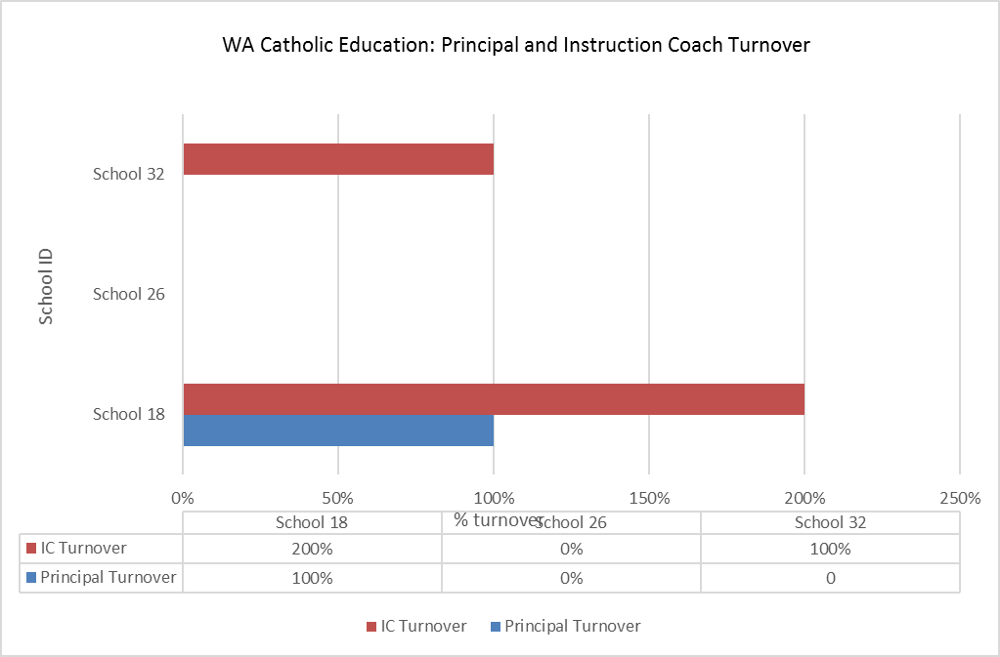 WA Catholic Education: Principal and Instruction Coach Turnover
School ID
School 32
School 26
School 18
0% 50% 100% 150% 200% 250%
% turnover
School 18 School 26 School 32
IC Turnover 200% 0% 100%
Principal Turnover 100% 0% 0
IC Turnover Principal Turnover